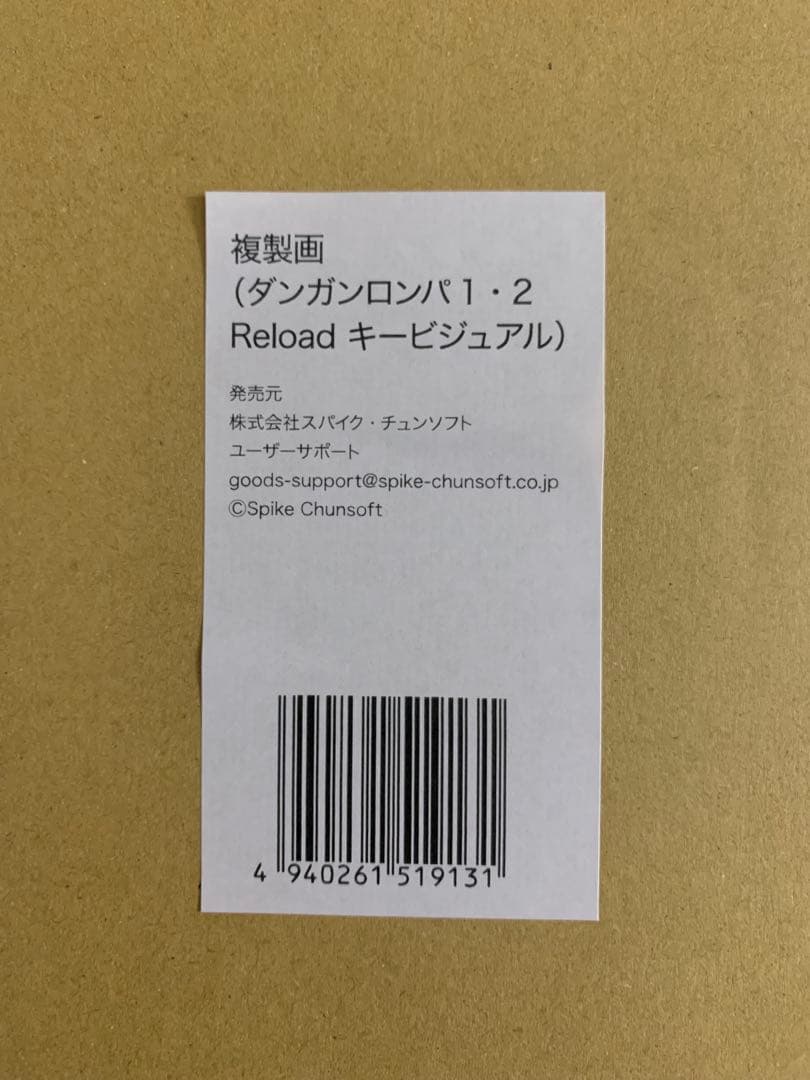 複製画
（ダンガンロンパ１・２
Reload キービジュアル）
発売元
株式会社スパイク・チュンソフト
ユーザーサポート
goods-support@spike-chunsoft.co.jp
©Spike Chunsoft
4 940261 519131